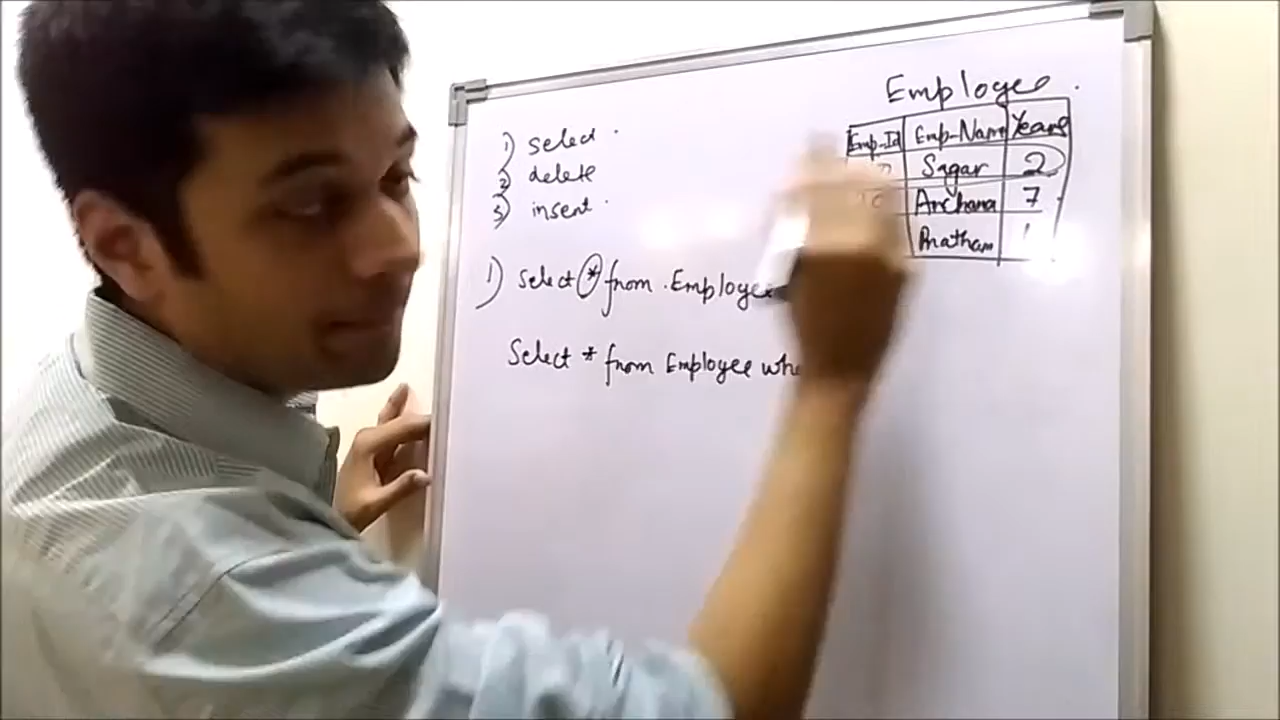 1) select
2) delete
3) insert
Employee
Emp-Id Emp-Name Years
Sagar 2
Archana 7
Pratham
1) Select * from Employee
Select * from Employee